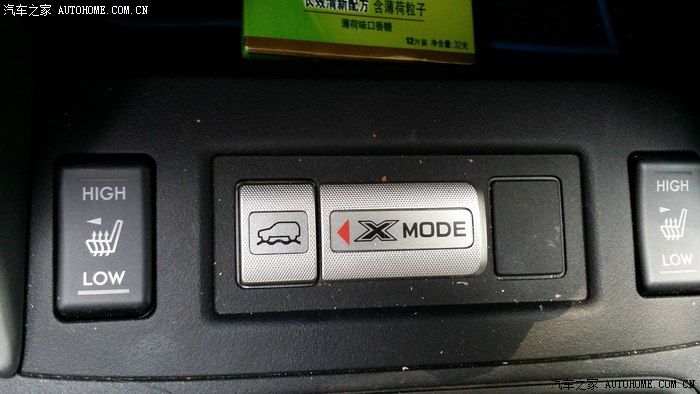 汽车之家 AUTOHOME.COM.CN
长效清新配方 含薄荷粒子
薄荷味口香糖
12片装 净含量:32克
HIGH
LOW
X MODE
HIGH
LOW
汽车之家 AUTOHOME.COM.CN